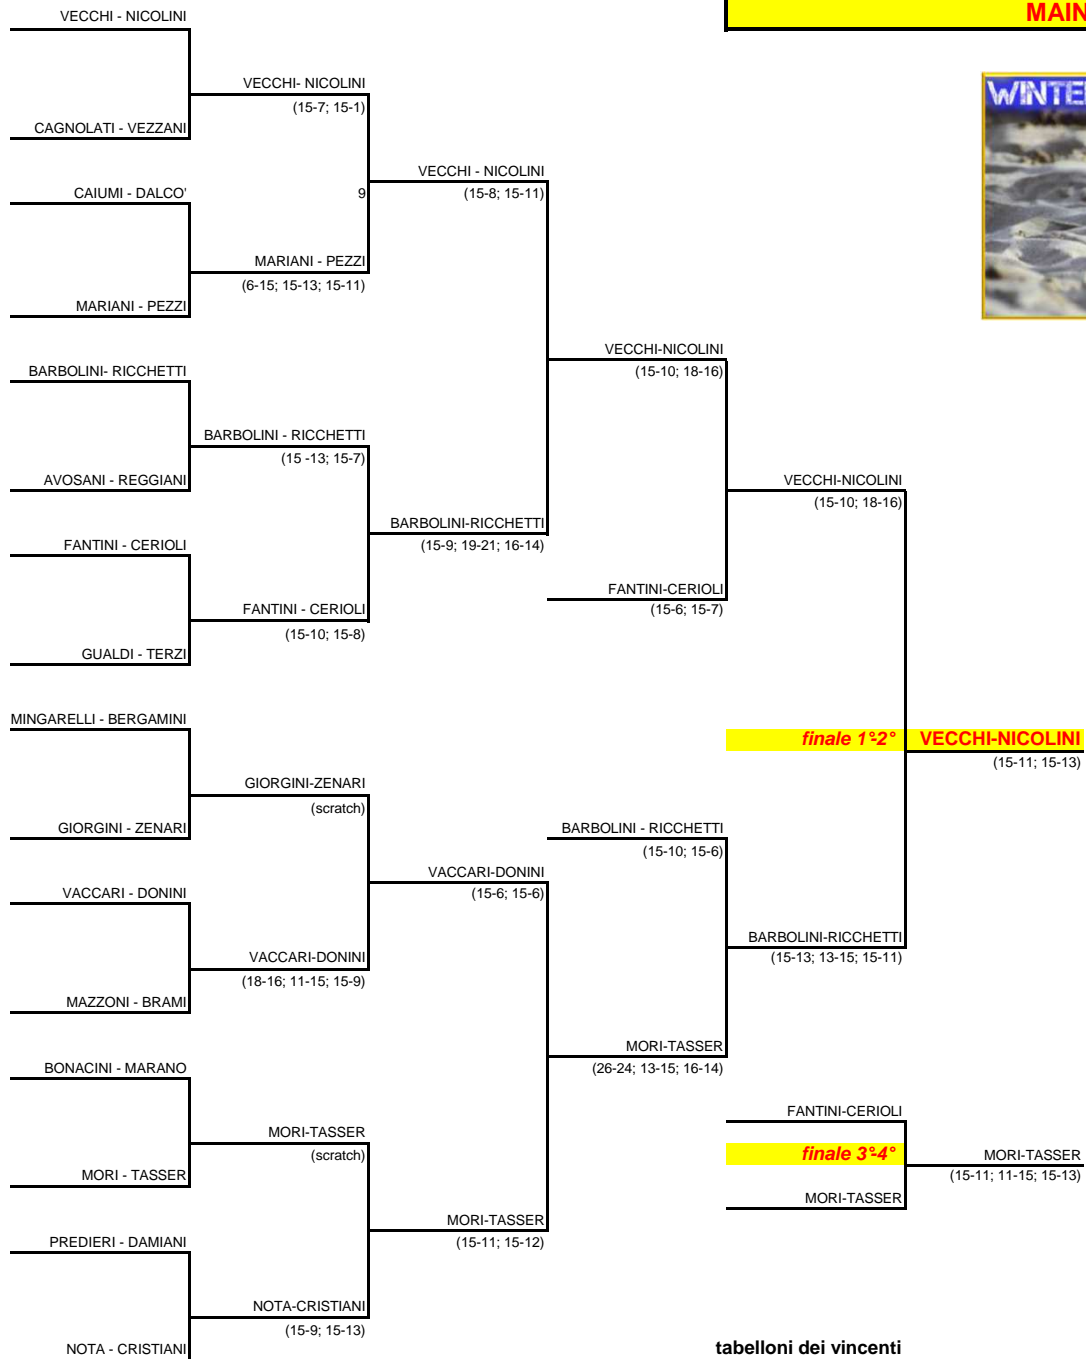 VECCHI - NICOLINI
MAIN
VECCHI- NICOLINI
(15-7; 15-1)
WINTE
CAGNOLATI - VEZZANI
VECCHI - NICOLINI
(15-8; 15-11)
CAIUMI - DALCO'
9
MARIANI - PEZZI
(6-15; 15-13; 15-11)
MARIANI - PEZZI
VECCHI-NICOLINI
(15-10; 18-16)
BARBOLINI- RICCHETTI
BARBOLINI - RICCHETTI
(15 -13; 15-7)
AVOSANI - REGGIANI
VECCHI-NICOLINI
(15-10; 18-16)
BARBOLINI-RICCHETTI
(15-9; 19-21; 16-14)
FANTINI - CERIOLI
FANTINI-CERIOLI
(15-6; 15-7)
FANTINI - CERIOLI
(15-10; 15-8)
GUALDI - TERZI
MINGARELLI - BERGAMINI
finale 1°-2° VECCHI-NICOLINI
(15-11; 15-13)
GIORGINI-ZENARI
(scratch)
GIORGINI - ZENARI
BARBOLINI - RICCHETTI
(15-10; 15-6)
VACCARI-DONINI
(15-6; 15-6)
VACCARI - DONINI
BARBOLINI-RICCHETTI
(15-13; 13-15; 15-11)
VACCARI-DONINI
(18-16; 11-15; 15-9)
MAZZONI - BRAMI
MORI-TASSER
(26-24; 13-15; 16-14)
BONACINI - MARANO
FANTINI-CERIOLI
MORI-TASSER
(scratch)
finale 3°-4° MORI-TASSER
(15-11; 11-15; 15-13)
MORI - TASSER
MORI-TASSER
MORI-TASSER
(15-11; 15-12)
PREDIERI - DAMIANI
NOTA-CRISTIANI
(15-9; 15-13)
NOTA - CRISTIANI
tabelloni dei vincenti